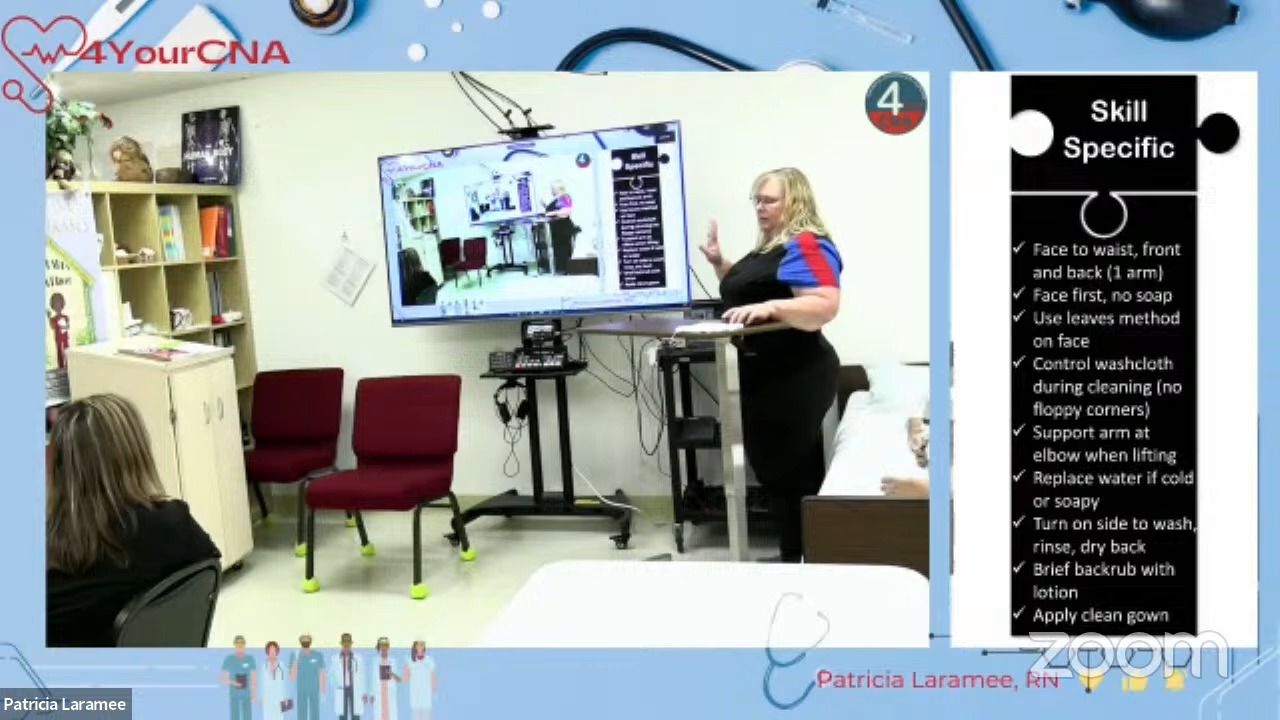 4YourCNA
4
CNA
Skill
Specific
✓ Face to waist, front
and back (1 arm)
✓ Face first, no soap
✓ Use leaves method
on face
✓ Control washcloth
during cleaning (no
floppy corners)
✓ Support arm at
elbow when lifting
✓ Replace water if cold
or soapy
✓ Turn on side to wash,
rinse, dry back
✓ Brief backrub with
lotion
✓ Apply clean gown
zoom
Patricia Laramee, RN
Patricia Laramee